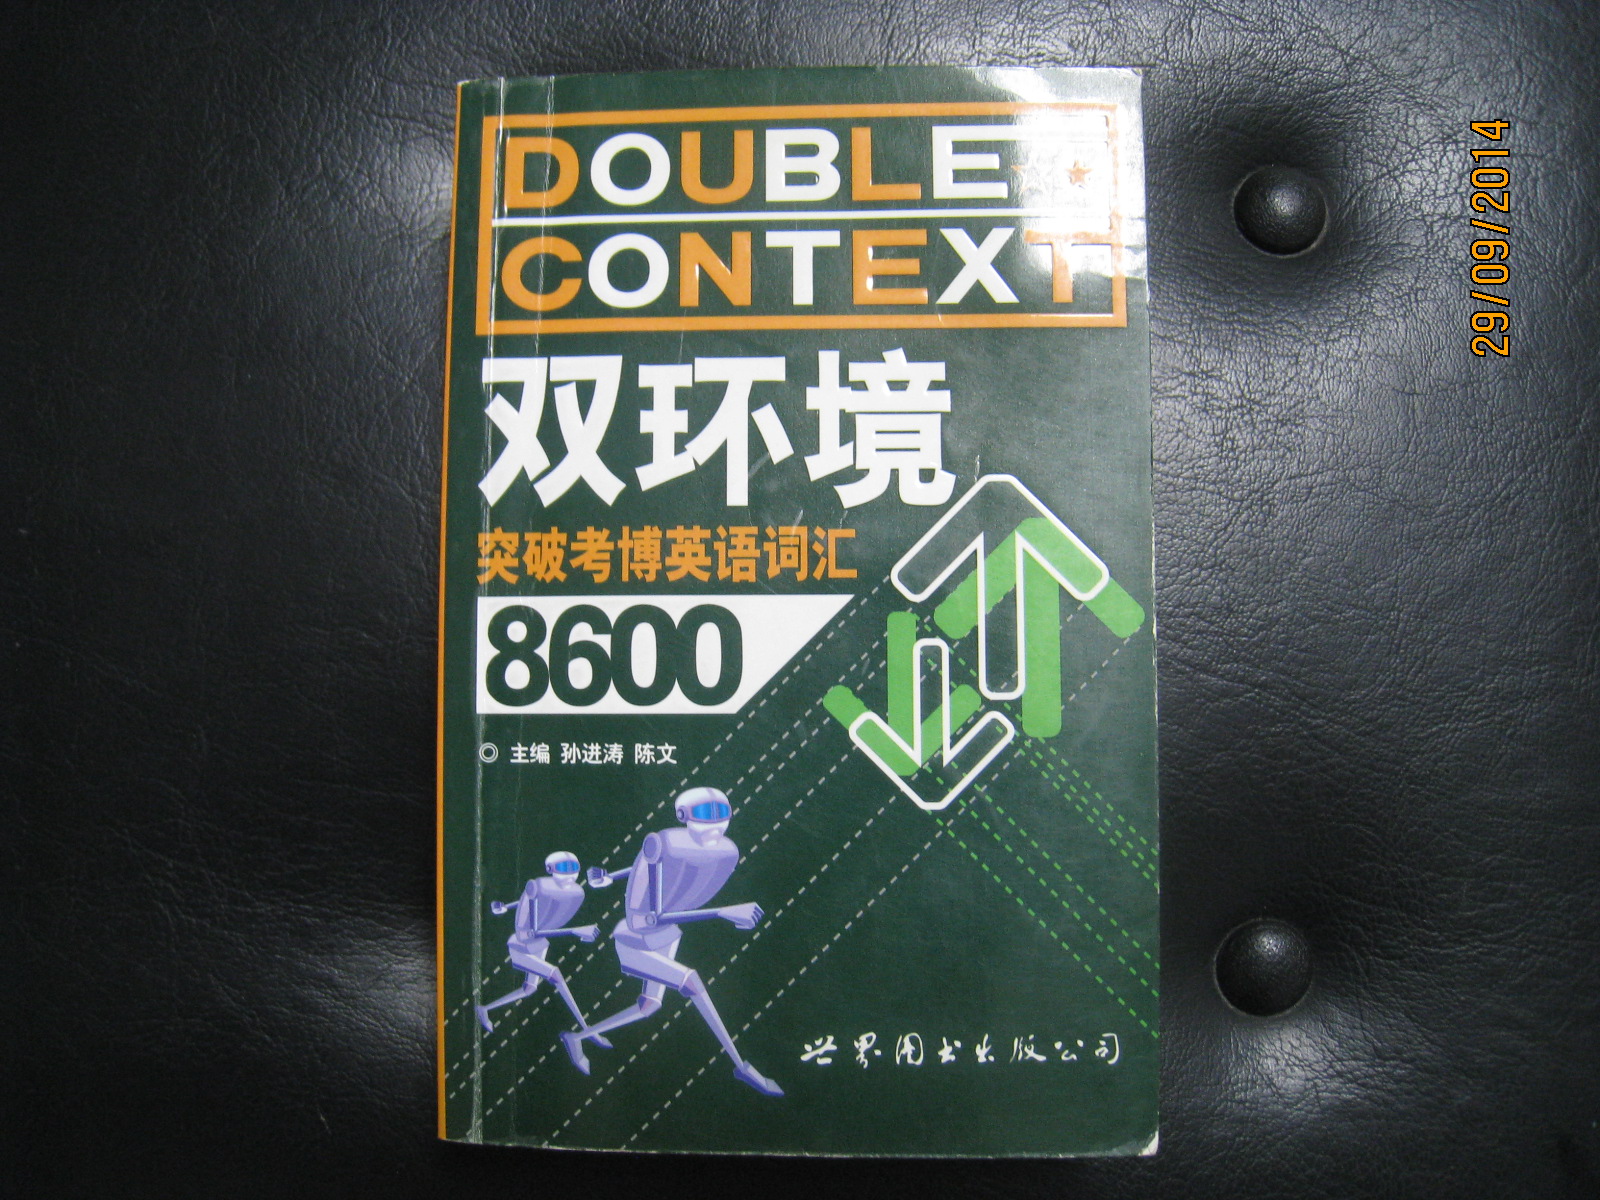 DOUBLE
CONTEXT
双环境
突破考博英语词汇
8600
◎ 主编 孙进涛 陈文
世界图书出版公司
29/09/2014